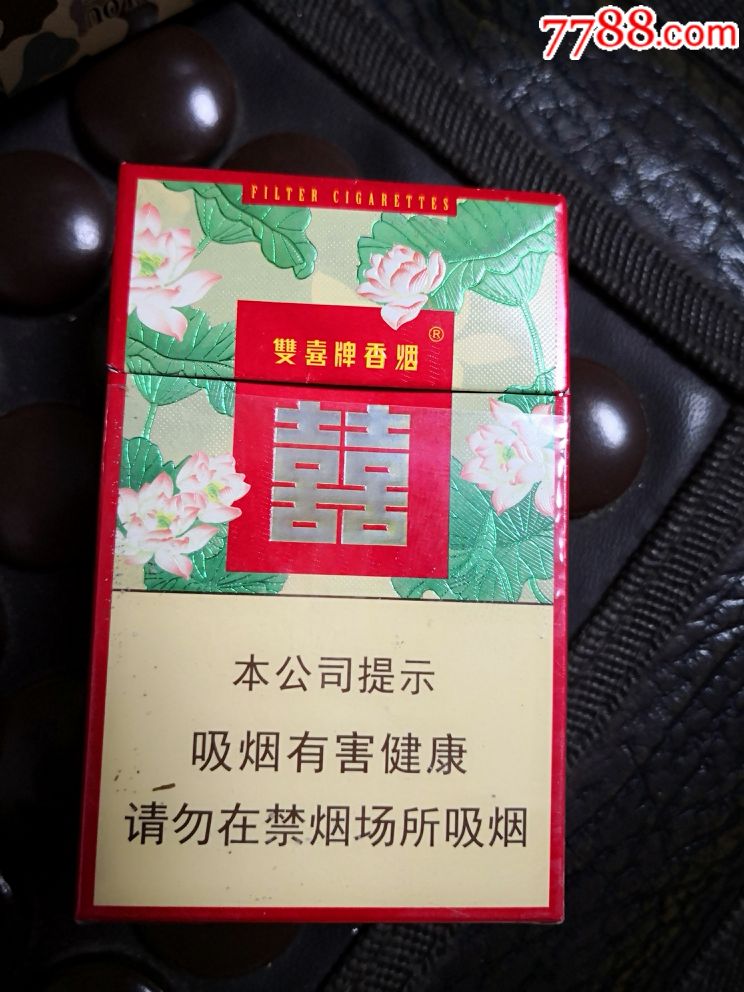 7788.com
FILTER CIGARETTES
雙喜牌香烟®
囍
本公司提示
吸烟有害健康
请勿在禁烟场所吸烟